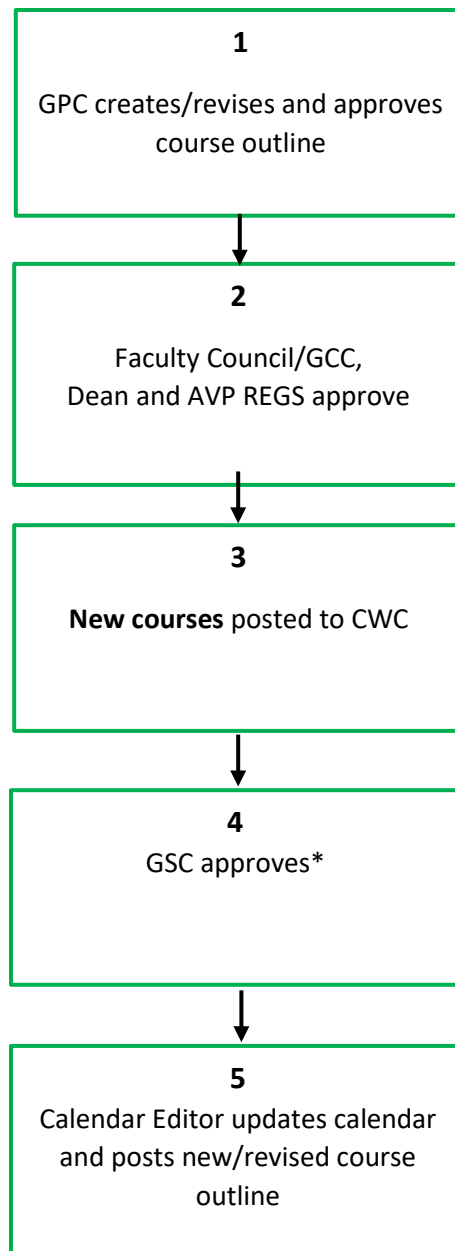 1
GPC creates/revises and approves
course outline
2
Faculty Council/GCC,
Dean and AVP REGS approve
3
New courses posted to CWC
4
GSC approves*
5
Calendar Editor updates calendar
and posts new/revised course
outline